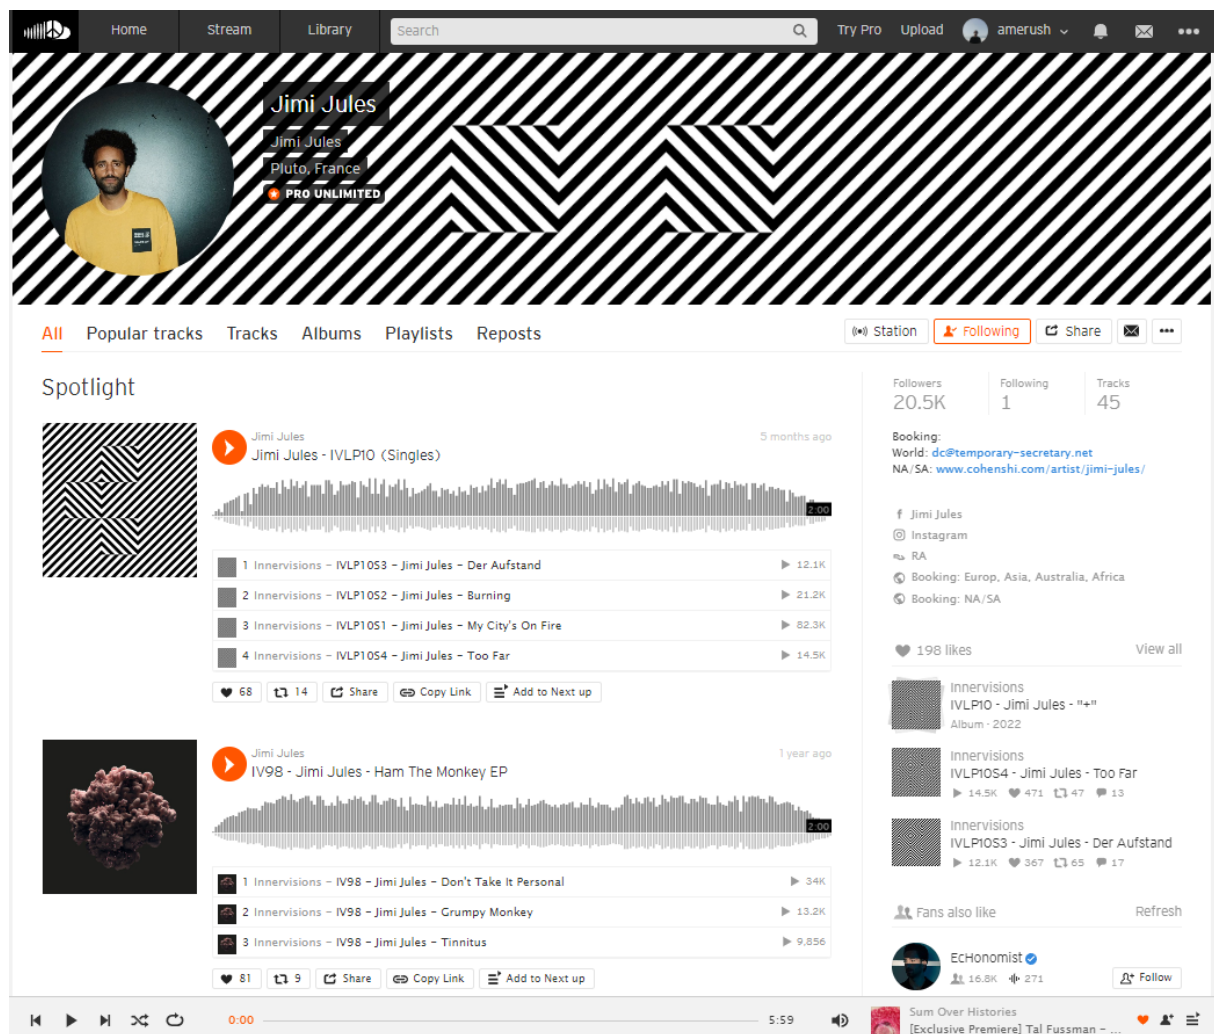 Home Stream Library Search Try Pro Upload amerush
Jimi Jules
Jimi Jules
Pluto, France
PRO UNLIMITED
All Popular tracks Tracks Albums Playlists Reposts Station Following Share
Spotlight
Jimi Jules 5 months ago
Jimi Jules - IVLP10 (Singles)
2:00
1 Innervisions - IVLP10S3 - Jimi Jules - Der Aufstand 12.1K
2 Innervisions - IVLP10S2 - Jimi Jules - Burning 21.2K
3 Innervisions - IVLP10S1 - Jimi Jules - My City's On Fire 82.3K
4 Innervisions - IVLP10S4 - Jimi Jules - Too Far 14.5K
68 14 Share Copy Link Add to Next up
Jimi Jules 1 year ago
IV98 - Jimi Jules - Ham The Monkey EP
2:00
1 Innervisions - IV98 - Jimi Jules - Don't Take It Personal 34K
2 Innervisions - IV98 - Jimi Jules - Grumpy Monkey 13.2K
3 Innervisions - IV98 - Jimi Jules - Tinnitus 9,856
81 9 Share Copy Link Add to Next up
Followers Following Tracks
20.5K 1 45
Booking:
World: dc@temporary-secretary.net
NA/SA: www.cohenshi.com/artist/jimi-jules/
Jimi Jules
Instagram
RA
Booking: Europ, Asia, Australia, Africa
Booking: NA/SA
198 likes View all
Innervisions
IVLP10 - Jimi Jules - "+"
Album · 2022
Innervisions
IVLP10S4 - Jimi Jules - Too Far
14.5K 471 47 13
Innervisions
IVLP10S3 - Jimi Jules - Der Aufstand
12.1K 367 65 17
Fans also like Refresh
EcHonomist
16.8K 271 Follow
0:00 5:59
Sum Over Histories
[Exclusive Premiere] Tal Fussman - ...